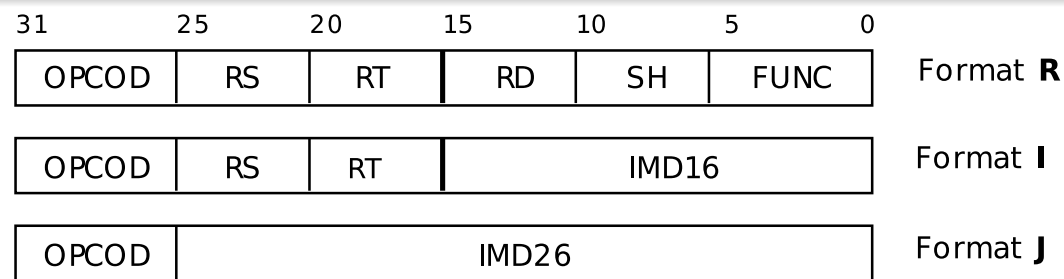 31 25 20 15 10 5 0
OPCOD RS RT RD SH FUNC Format R
OPCOD RS RT IMD16 Format I
OPCOD IMD26 Format J